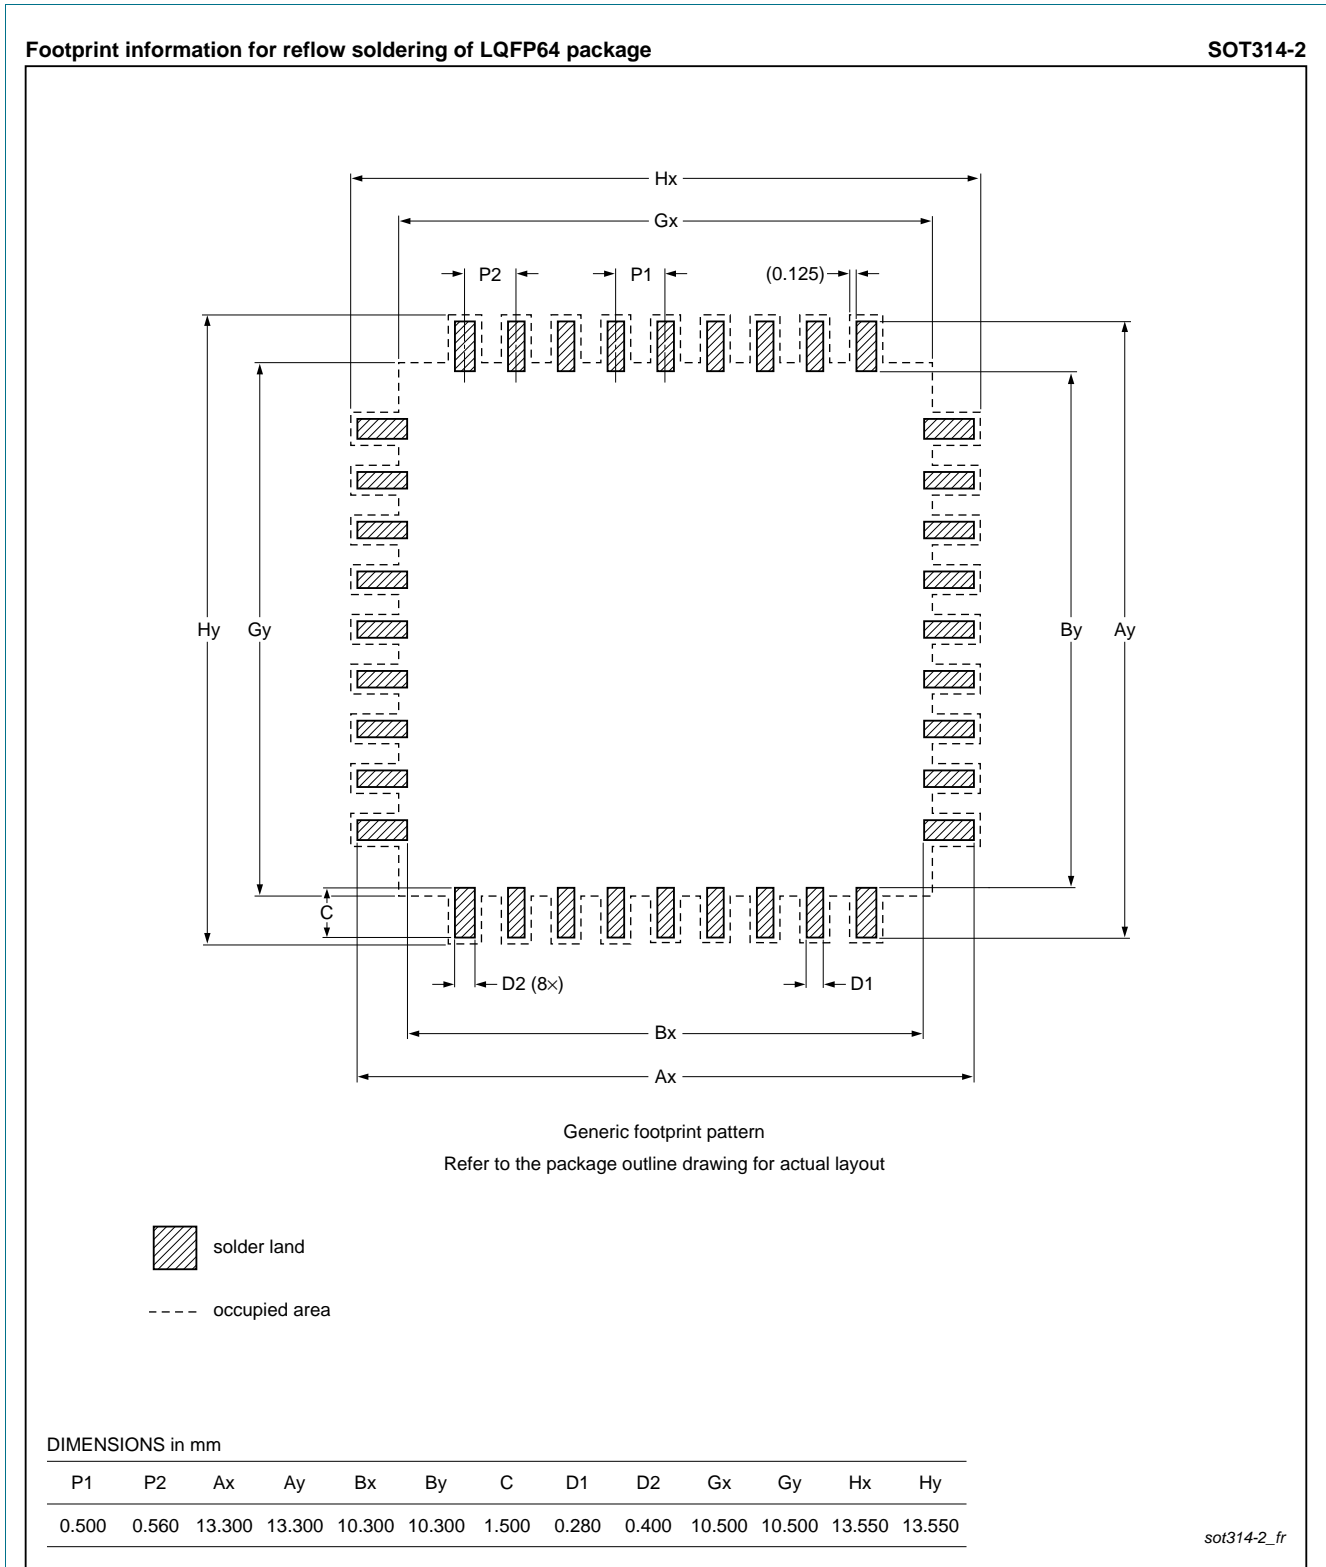 Footprint information for reflow soldering of LQFP64 package SOT314-2
Hx
Gx
P2 P1 (0.125)
Hy Gy By Ay
C
D2 (8×) D1
Bx
Ax
Generic footprint pattern
Refer to the package outline drawing for actual layout
solder land
occupied area
DIMENSIONS in mm
P1 P2 Ax Ay Bx By C D1 D2 Gx Gy Hx Hy
0.500 0.560 13.300 13.300 10.300 10.300 1.500 0.280 0.400 10.500 10.500 13.550 13.550
sot314-2_fr